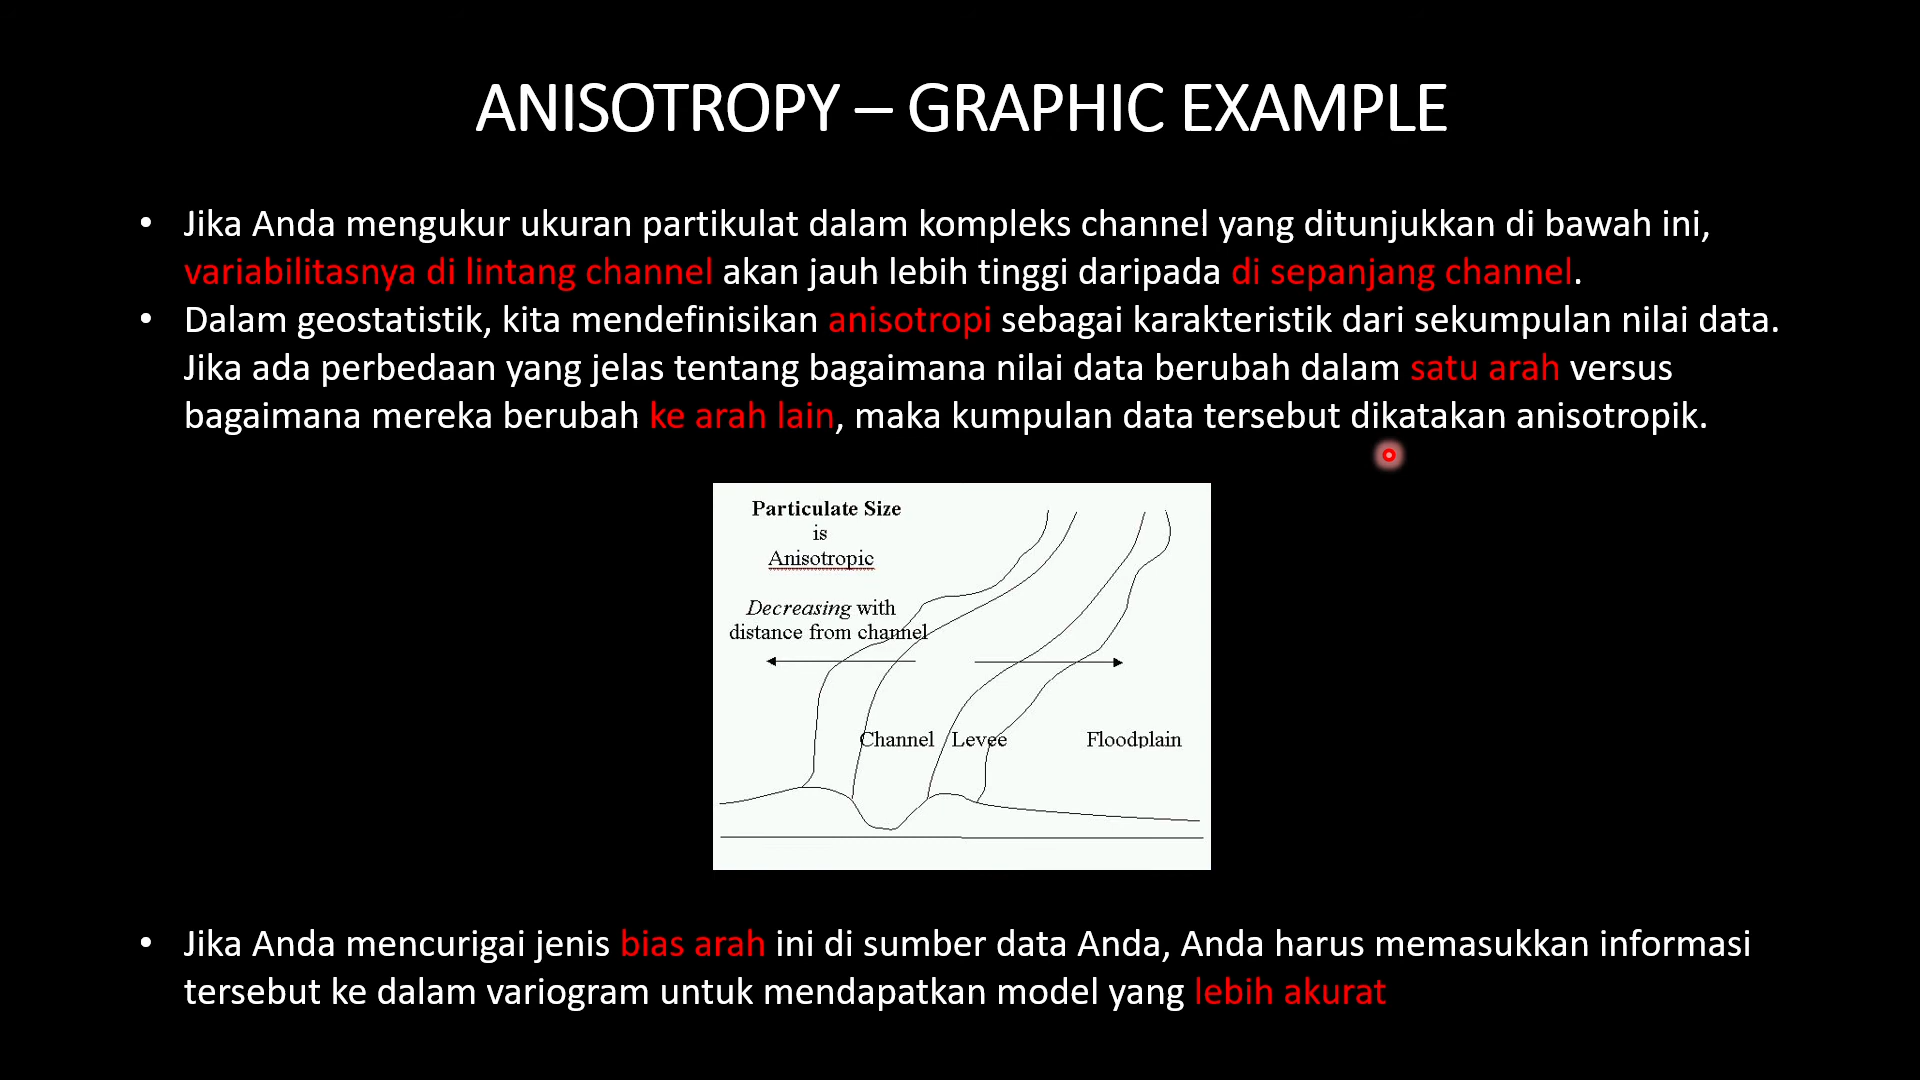 ANISOTROPY – GRAPHIC EXAMPLE
• Jika Anda mengukur ukuran partikulat dalam kompleks channel yang ditunjukkan di bawah ini,
variabilitasnya di lintang channel akan jauh lebih tinggi daripada di sepanjang channel.
• Dalam geostatistik, kita mendefinisikan anisotropi sebagai karakteristik dari sekumpulan nilai data.
Jika ada perbedaan yang jelas tentang bagaimana nilai data berubah dalam satu arah versus
bagaimana mereka berubah ke arah lain, maka kumpulan data tersebut dikatakan anisotropik.
Particulate Size
is
Anisotropic
Decreasing with
distance from channel
Channel Levee Floodplain
• Jika Anda mencurigai jenis bias arah ini di sumber data Anda, Anda harus memasukkan informasi
tersebut ke dalam variogram untuk mendapatkan model yang lebih akurat